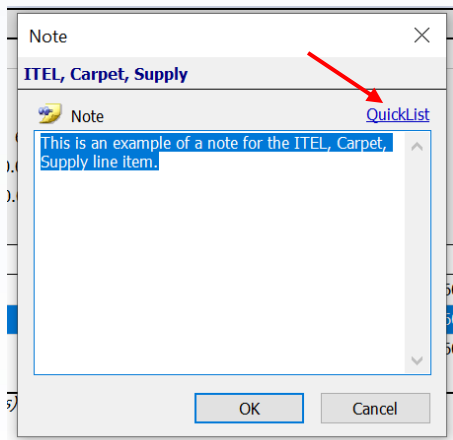 Note
ITEL, Carpet, Supply
Note
QuickList
This is an example of a note for the ITEL, Carpet,
Supply line item.
OK
Cancel